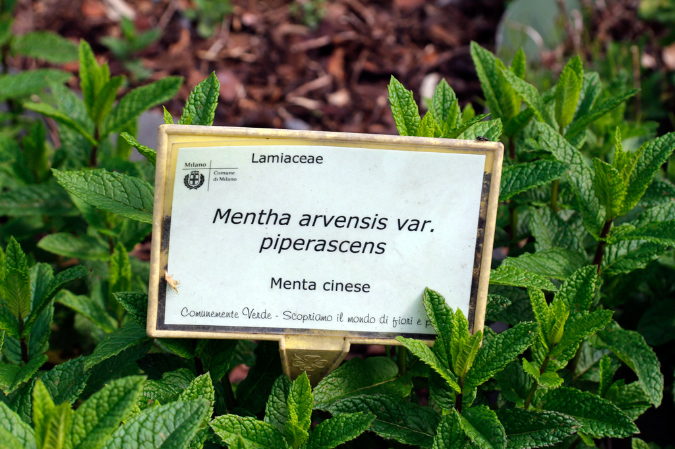 Lamiaceae
Milano
Comune
di Milano
Mentha arvensis var.
piperascens
Menta cinese
Comunemente Verde - Scopriamo il mondo di fiori e p